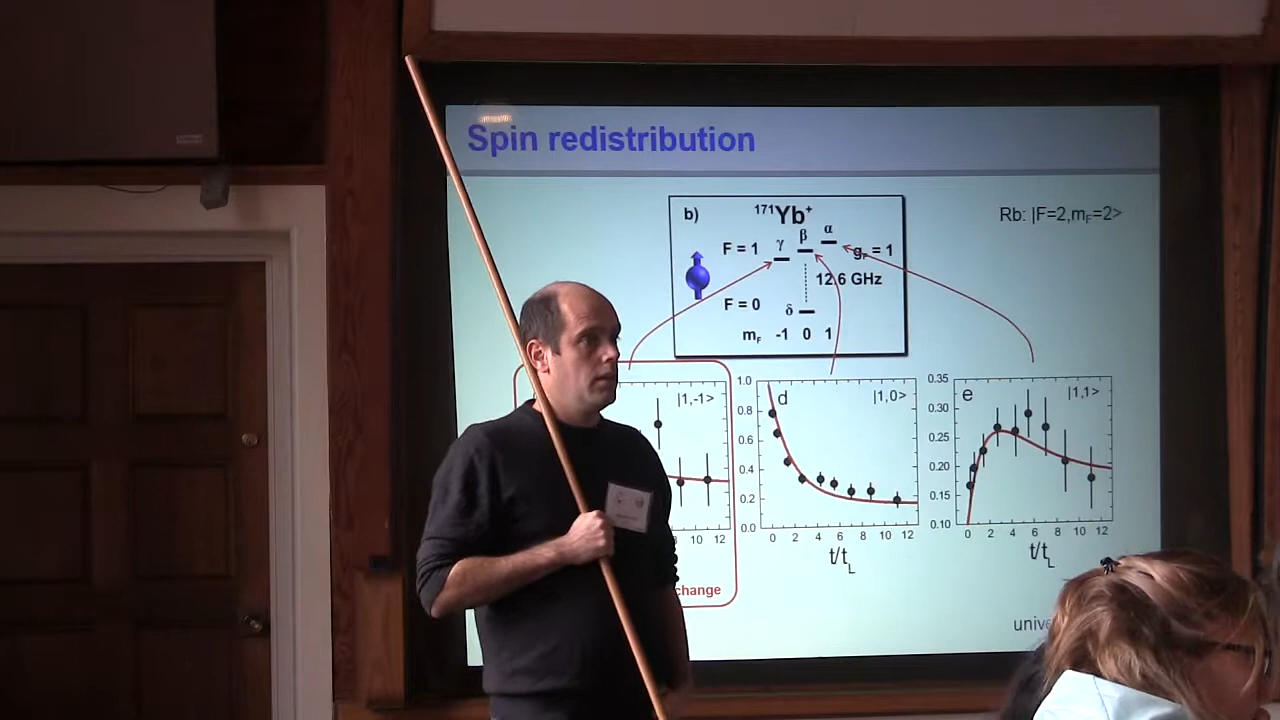 Spin redistribution
b) 171Yb+
Rb: |F=2,mF=2>
γ β α
F = 1
gF = 1
12.6 GHz
F = 0
δ
mF -1 0 1
|1,-1>
10 12
d
|1,0>
1.0
0.8
0.6
0.4
0.2
0.0
0 2 4 6 8 10 12
t/tL
e
|1,1>
0.35
0.30
0.25
0.20
0.15
0.10
0 2 4 6 8 10 12
t/tL
change